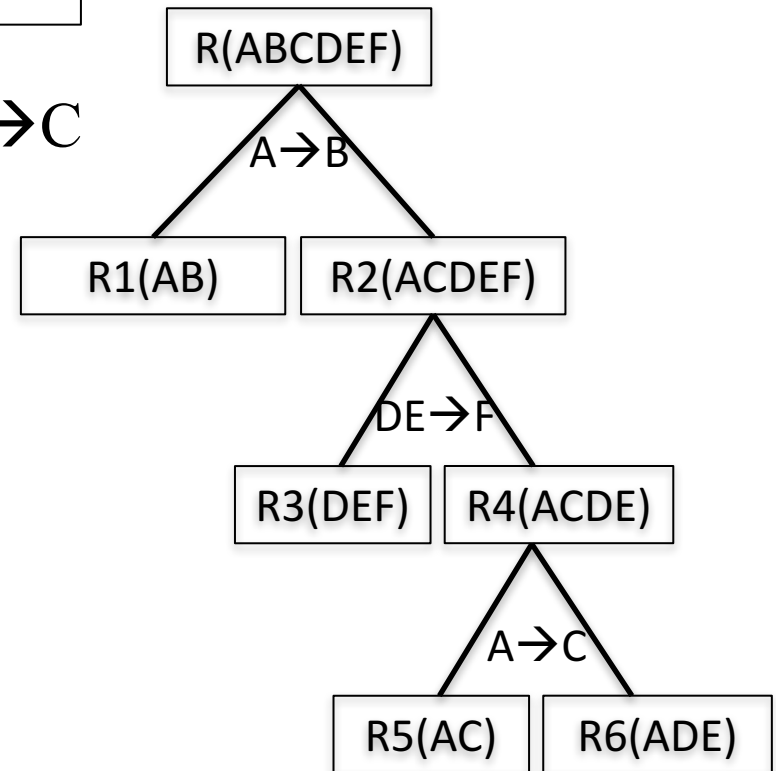 R(ABCDEF)
→C
A→B
R1(AB) R2(ACDEF)
DE→F
R3(DEF) R4(ACDE)
A→C
R5(AC) R6(ADE)